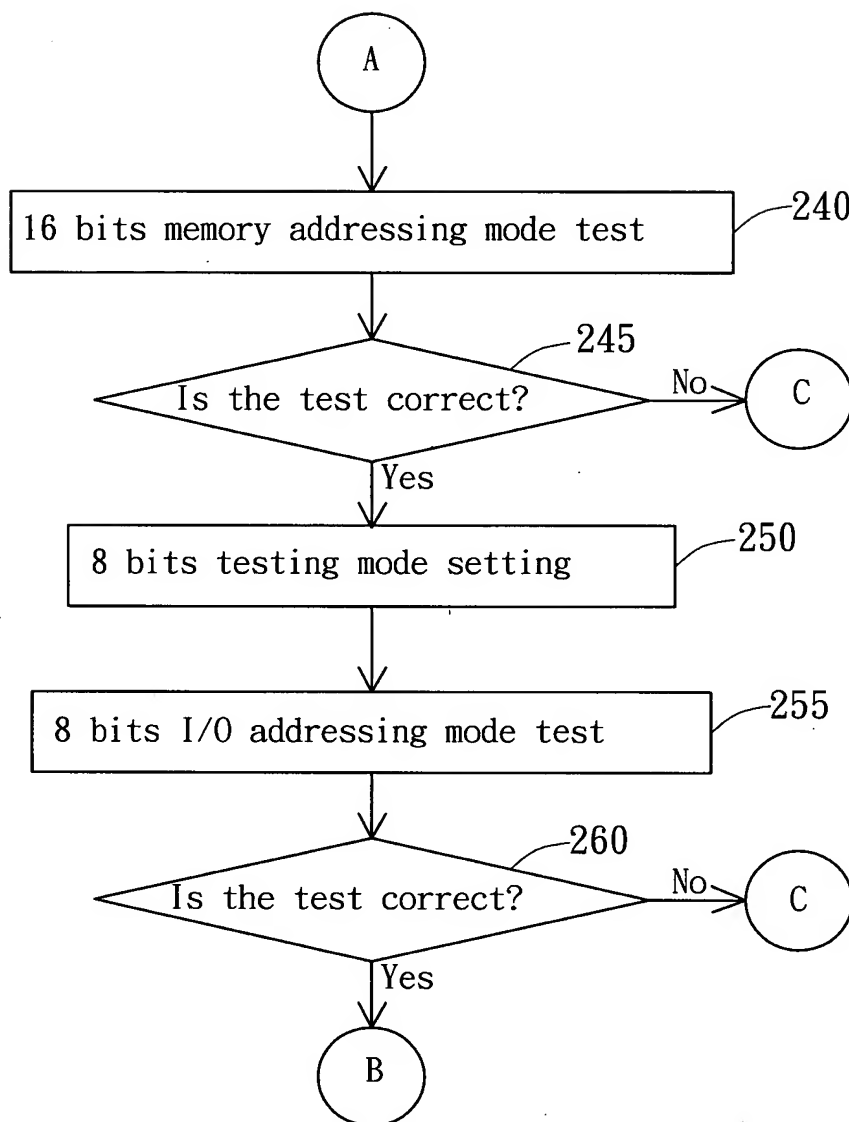 A
16 bits memory addressing mode test
240
245
Is the test correct?
No
C
Yes
8 bits testing mode setting
250
8 bits I/O addressing mode test
255
260
Is the test correct?
No
C
Yes
B